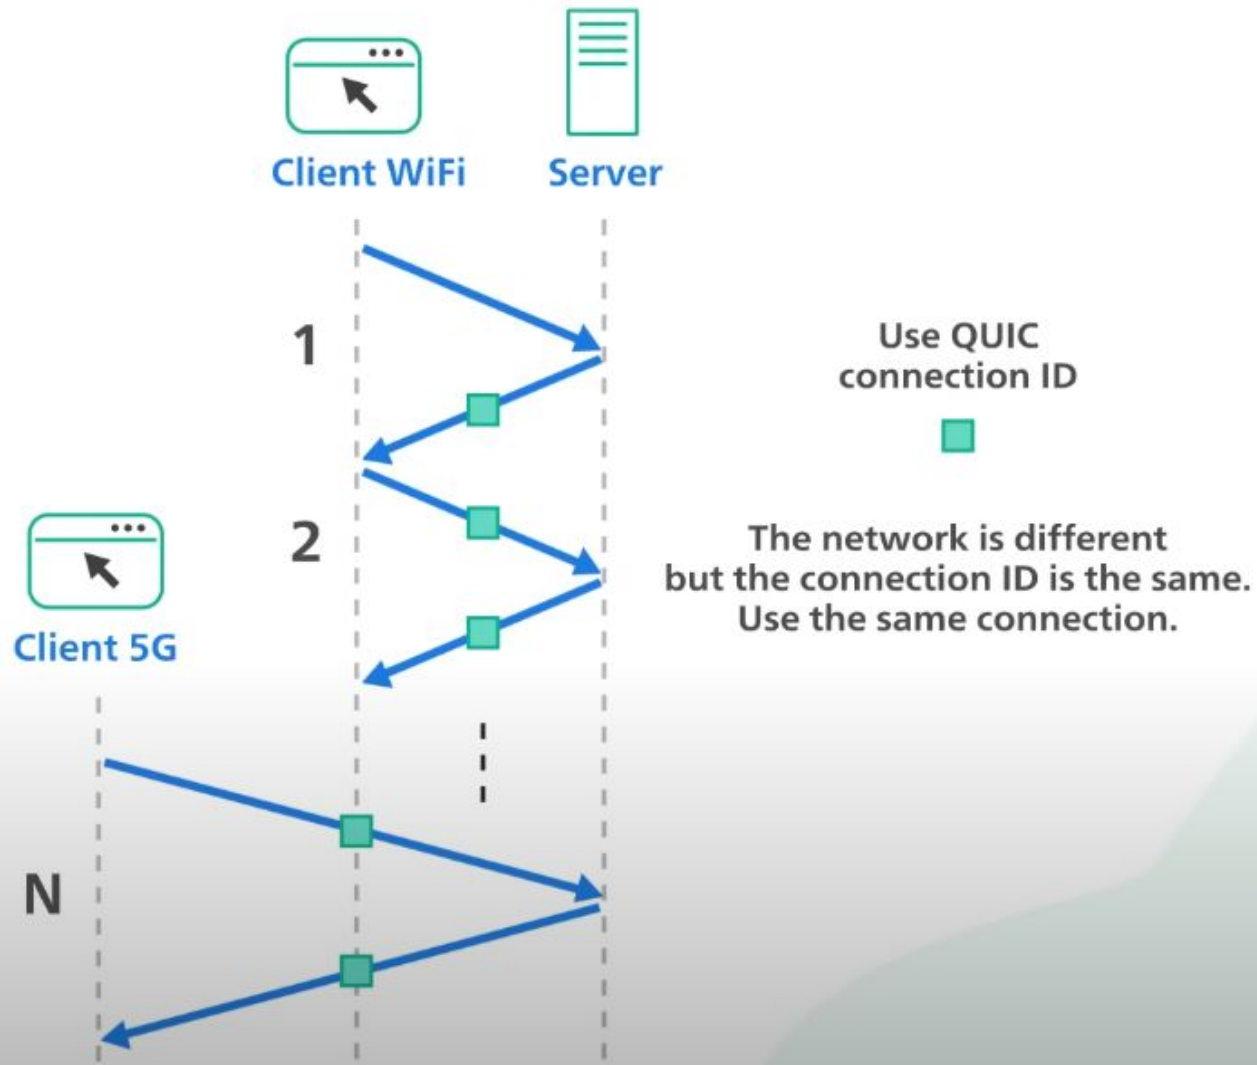 Client WiFi
Server
1
Use QUIC
connection ID
2
The network is different
but the connection ID is the same.
Use the same connection.
Client 5G
N